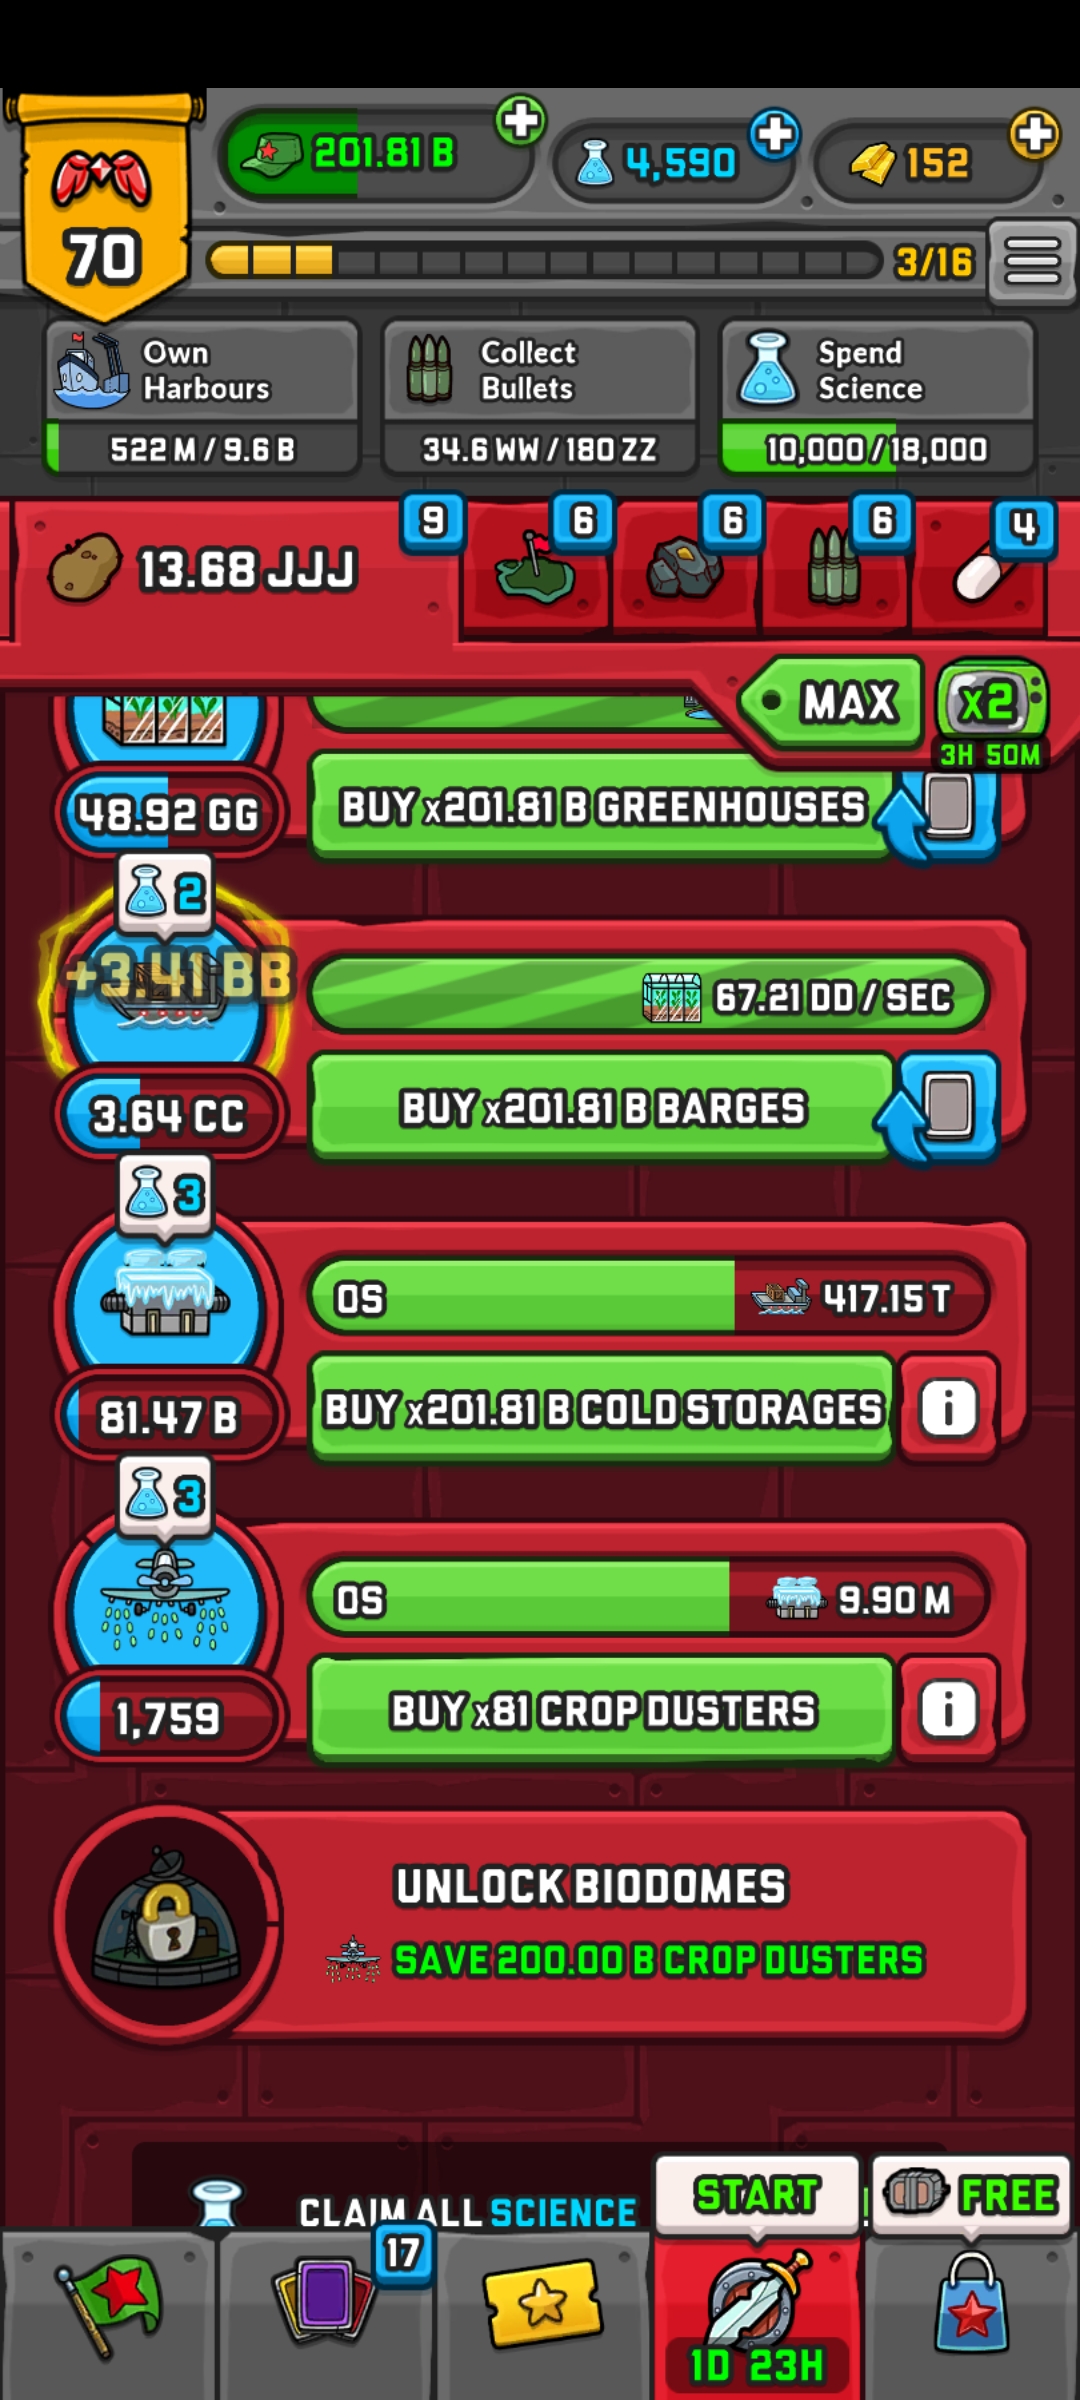 201.81 B
4,590
152
70
3/16
Own
Harbours
522 M / 9.6 B
Collect
Bullets
34.6 WW / 180 ZZ
Spend
Science
10,000 / 18,000
13.68 JJJ
9
6
6
6
4
MAX
x2
3H 50M
48.92 GG
BUY x201.81 B GREENHOUSES
2
+3.41 BB
67.21 DD / SEC
3.64 CC
BUY x201.81 B BARGES
3
0S
417.15 T
81.47 B
BUY x201.81 B COLD STORAGES
i
3
0S
9.90 M
1,759
BUY x81 CROP DUSTERS
i
UNLOCK BIODOMES
SAVE 200.00 B CROP DUSTERS
CLAIM ALL SCIENCE
START
FREE
17
1D 23H